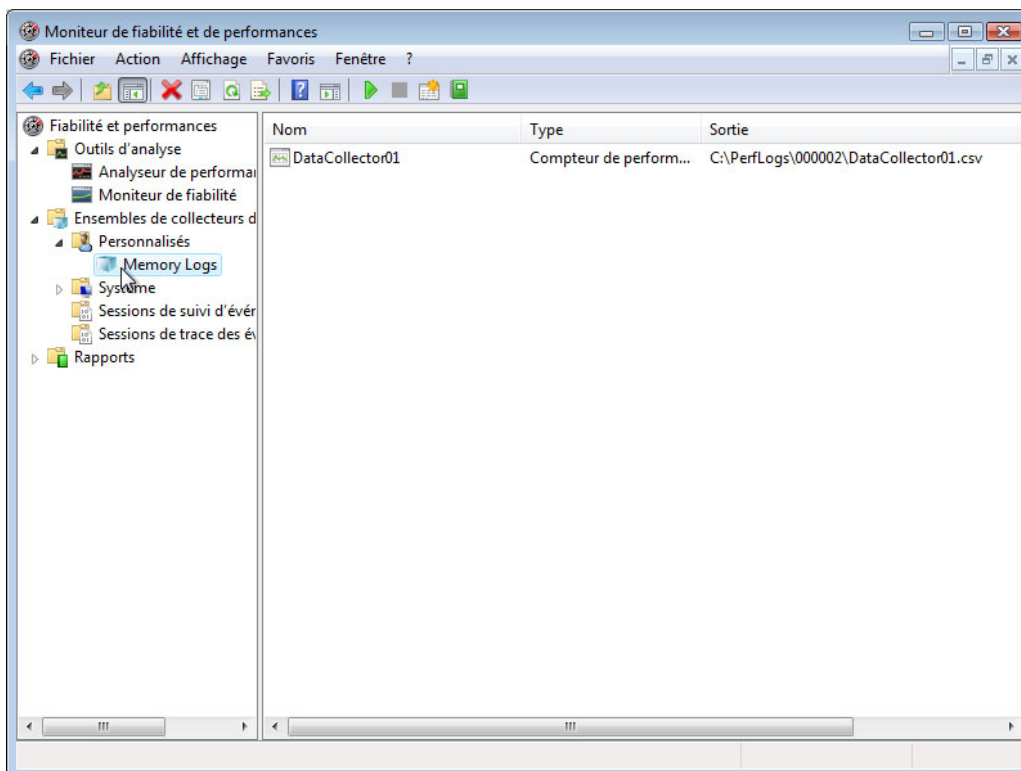 Moniteur de fiabilité et de performances
Fichier Action Affichage Favoris Fenêtre ?
Fiabilité et performances
Outils d'analyse
Analyseur de performa
Moniteur de fiabilité
Ensembles de collecteurs d
Personnalisés
Memory Logs
Système
Sessions de suivi d'évén
Sessions de trace des év
Rapports
Nom Type Sortie
DataCollector01 Compteur de perform... C:\PerfLogs\000002\DataCollector01.csv